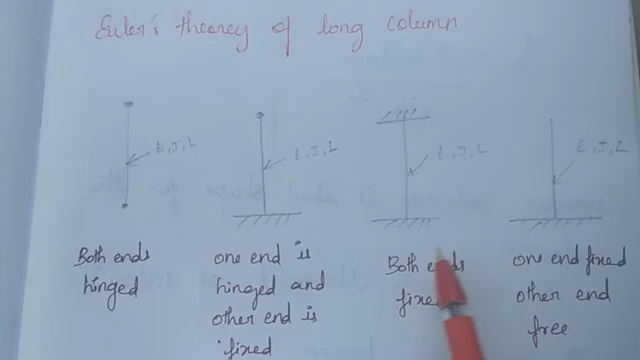 Euler's theory of long column
E, I, L
E, I, L
E, I, L
E, I, L
Both ends
hinged
one end is
hinged and
other end is
fixed
Both ends
fixed
one end fixed
other end
free